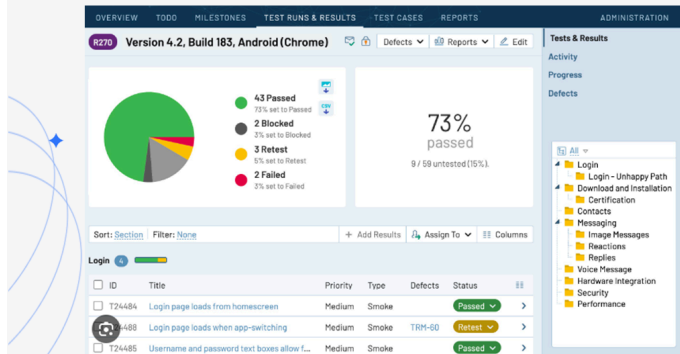 OVERVIEW TODO MILESTONES TEST RUNS & RESULTS TEST CASES REPORTS ADMINISTRATION
R270 Version 4.2, Build 183, Android (Chrome) Defects Reports Edit
Tests & Results
Activity
Progress
Defects
43 Passed
73% set to Passed
2 Blocked
3% set to Blocked
3 Retest
5% set to Retest
2 Failed
3% set to Failed
CSV
73%
passed
9 / 59 untested (15%).
All
Login
Login - Unhappy Path
Download and Installation
Certification
Contacts
Messaging
Image Messages
Reactions
Replies
Voice Message
Hardware Integration
Security
Performance
Sort: Section Filter: None + Add Results Assign To Columns
Login 4
ID Title Priority Type Defects Status
T24484 Login page loads from homescreen Medium Smoke Passed
488 Login page loads when app-switching Medium Smoke TRM-60 Retest
T24485 Username and password text boxes allow f... Medium Smoke Passed